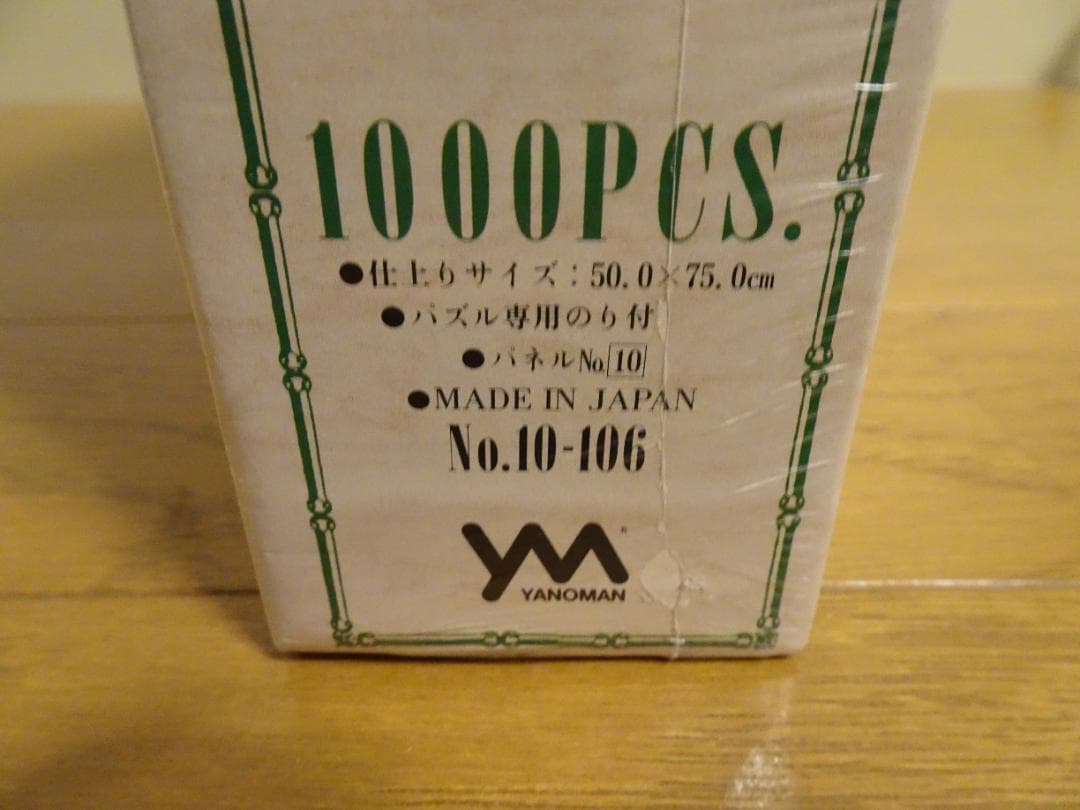 1000PCS.
●仕上りサイズ：50.0×75.0cm
●パズル専用のり付
●パネルNo.10
●MADE IN JAPAN
No.10-106
YM
YANOMAN